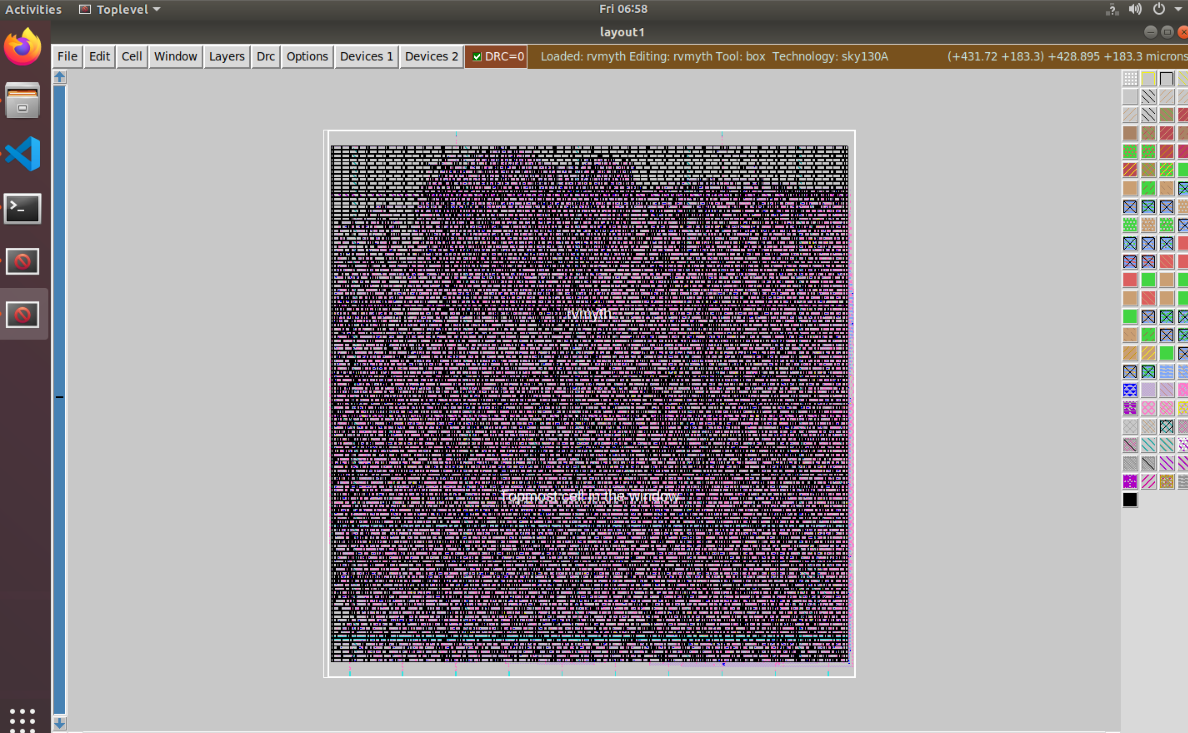 Activities Toplevel Fri 06:58
layout1
File Edit Cell Window Layers Drc Options Devices 1 Devices 2 DRC=0 Loaded: rvmyth Editing: rvmyth Tool: box Technology: sky130A (+431.72 +183.3) +428.895 +183.3 microns
rvmyth
Topmost cell in the window